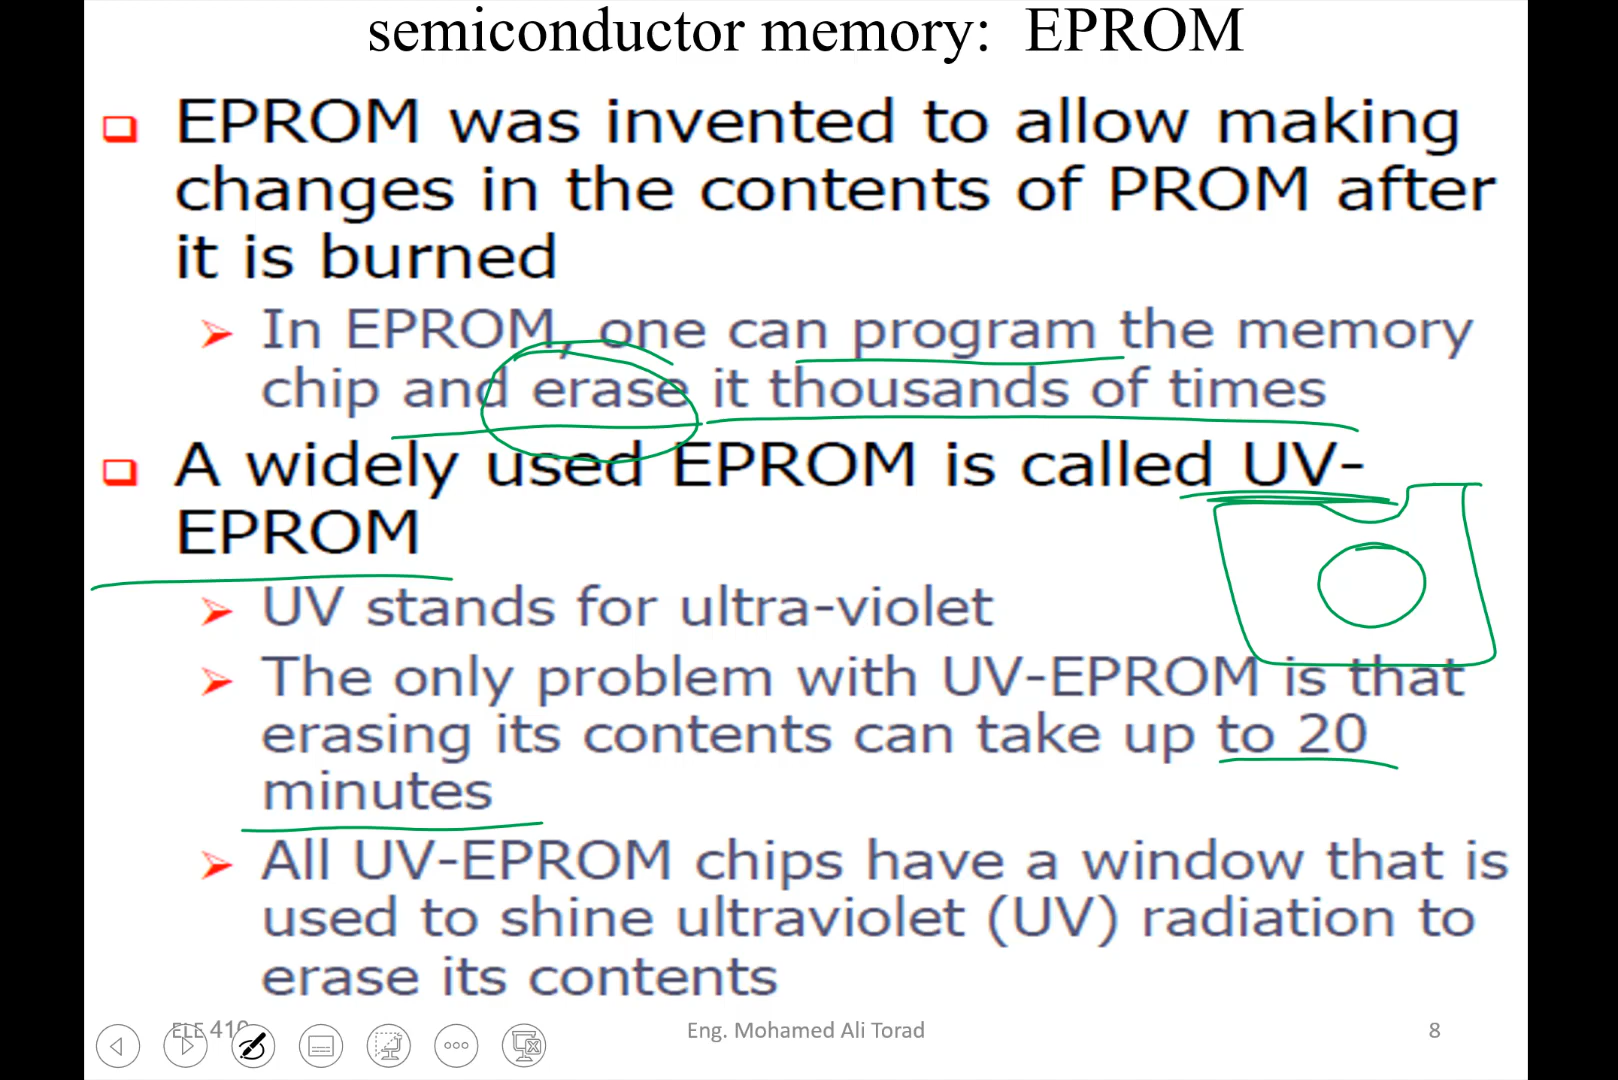 semiconductor memory: EPROM
EPROM was invented to allow making
changes in the contents of PROM after
it is burned
In EPROM, one can program the memory
chip and erase it thousands of times
A widely used EPROM is called UV-
EPROM
UV stands for ultra-violet
The only problem with UV-EPROM is that
erasing its contents can take up to 20
minutes
All UV-EPROM chips have a window that is
used to shine ultraviolet (UV) radiation to
erase its contents
ELE 410
Eng. Mohamed Ali Torad
8